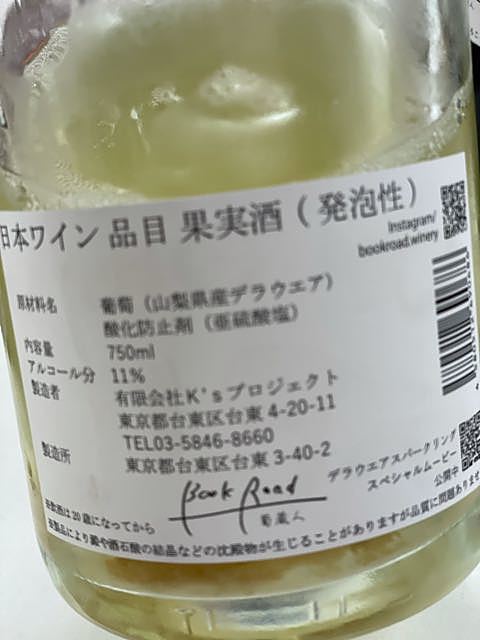 日本ワイン 品目 果実酒(発泡性)
Instagram/
bookroad.winery
原材料名 葡萄(山梨県産デラウエア)
酸化防止剤(亜硫酸塩)
内容量 750ml
アルコール分 11%
製造者 有限会社K'sプロジェクト
東京都台東区台東 4-20-11
TEL03-5846-8660
製造所 東京都台東区台東 3-40-2
デラウエアスパークリング
スペシャルムービー
公開中
Book Road
葡蔵人
※飲酒は20歳になってから
※製品により澱や酒石酸の結晶などの沈殿物が生じることがありますが品質に問題ありませ